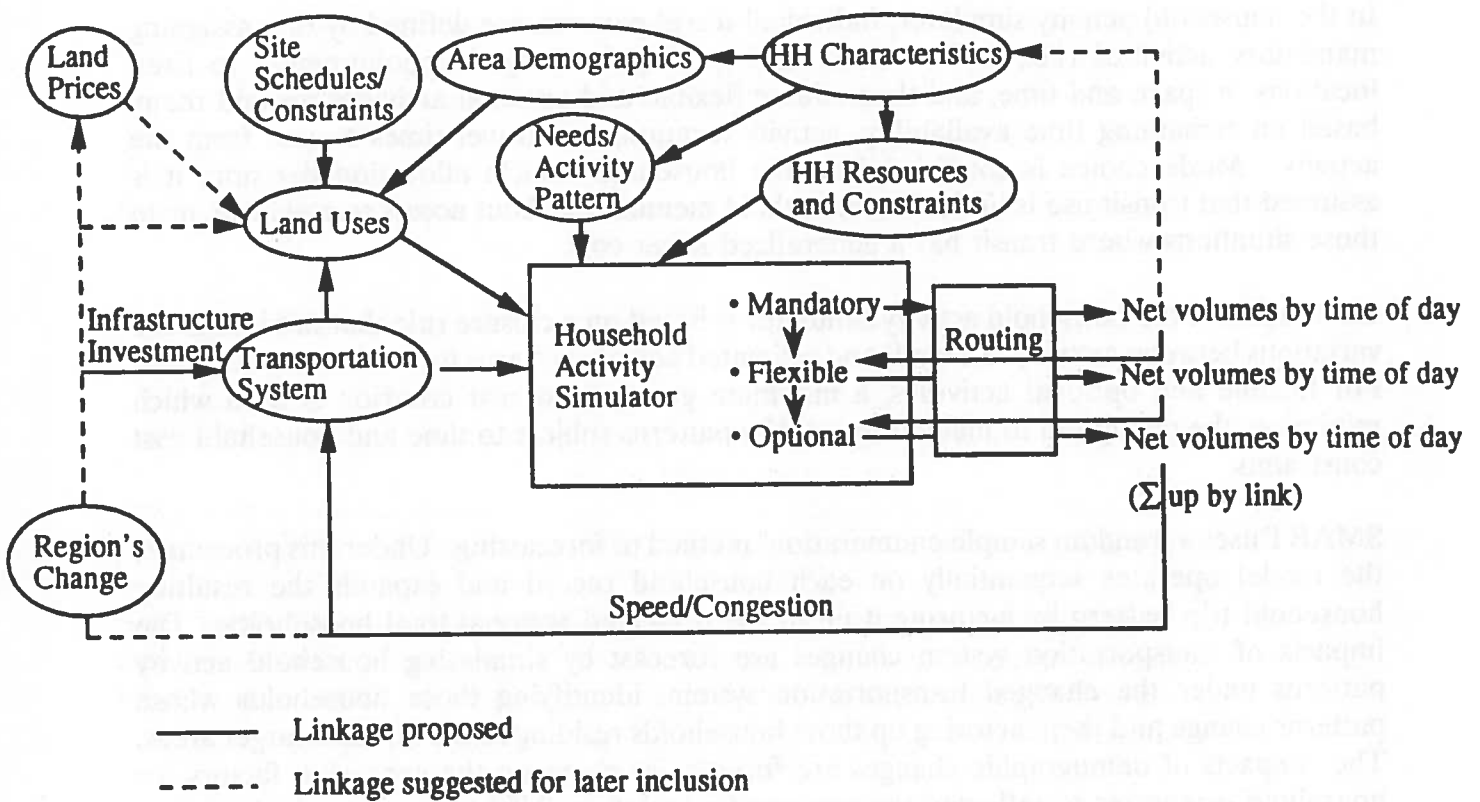 Land
Prices
Site
Schedules/
Constraints
Area Demographics
HH Characteristics
Needs/
Activity
Pattern
HH Resources
and Constraints
Land Uses
Infrastructure
Investment
Transportation
System
Household
Activity
Simulator
• Mandatory
• Flexible
• Optional
Routing
Net volumes by time of day
Net volumes by time of day
Net volumes by time of day
(Σ up by link)
Region's
Change
Speed/Congestion
Linkage proposed
Linkage suggested for later inclusion